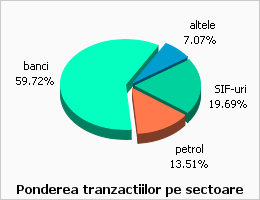 altele
7.07%
banci
59.72%
SIF-uri
19.69%
petrol
13.51%
Ponderea tranzactiilor pe sectoare